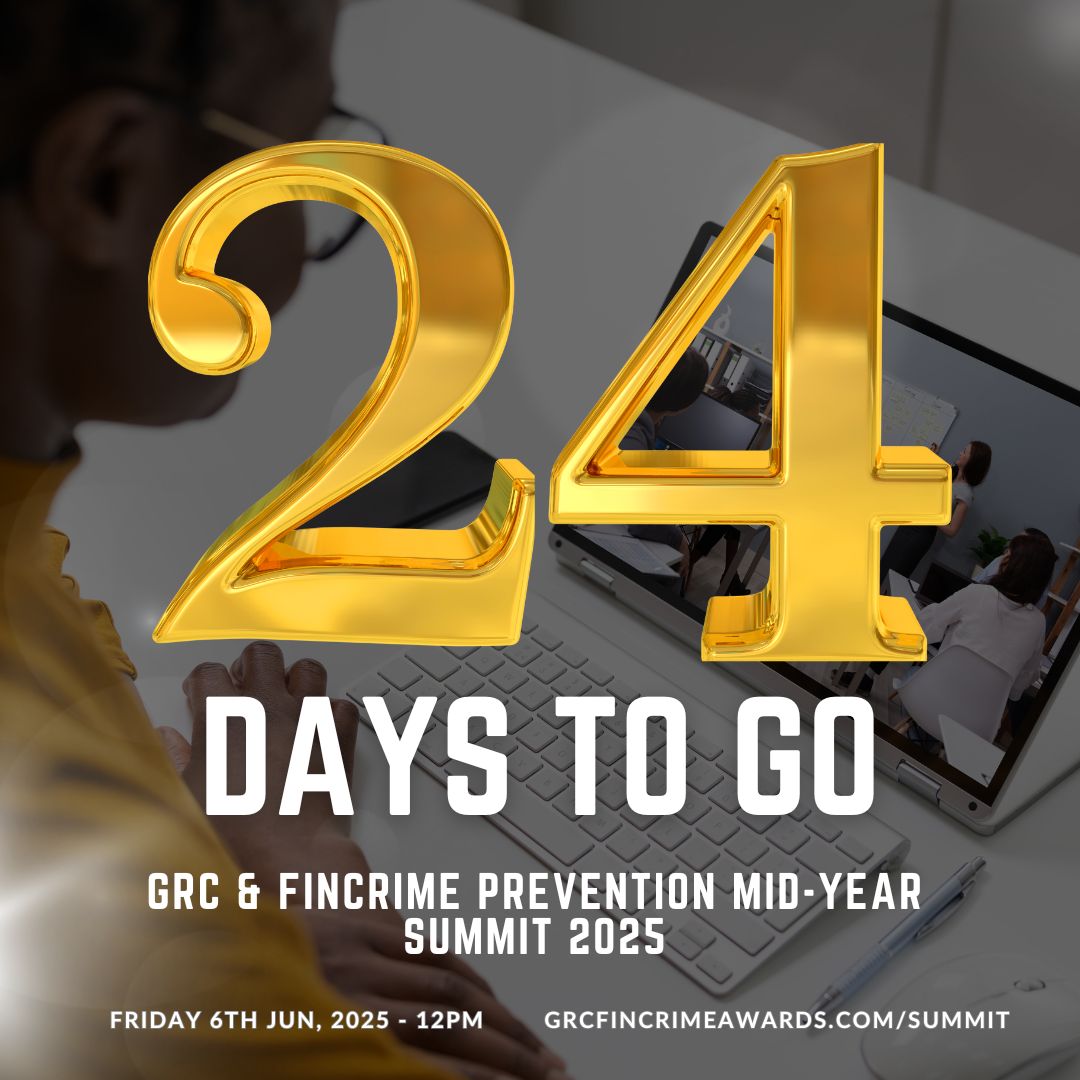 24
DAYS TO GO
GRC & FINCRIME PREVENTION MID-YEAR
SUMMIT 2025
FRIDAY 6TH JUN, 2025 - 12PM
GRCFINCRIMEAWARDS.COM/SUMMIT